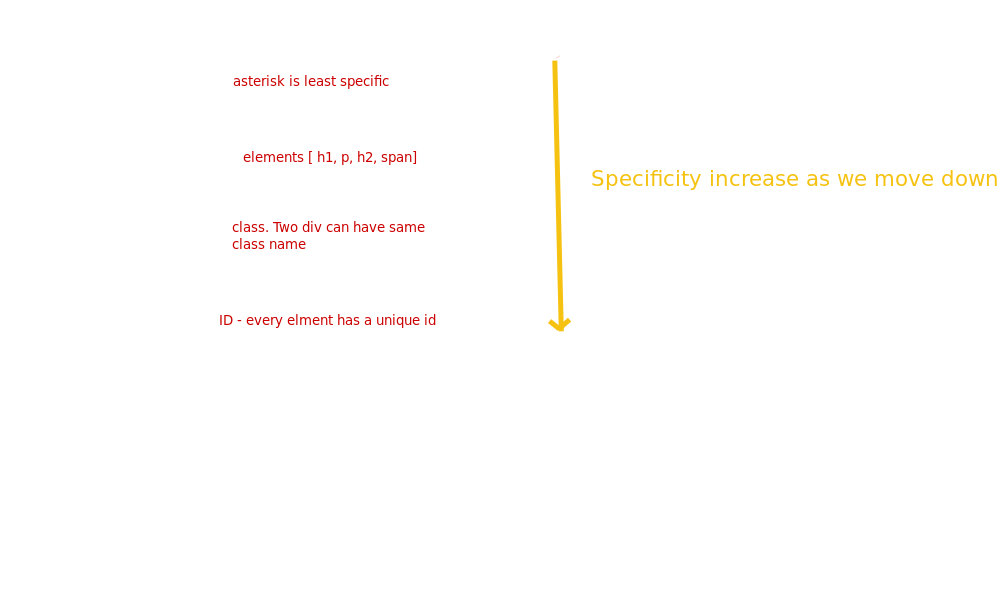 asterisk is least specific
elements [ h1, p, h2, span]
Specificity increase as we move down
class. Two div can have same
class name
ID - every elment has a unique id